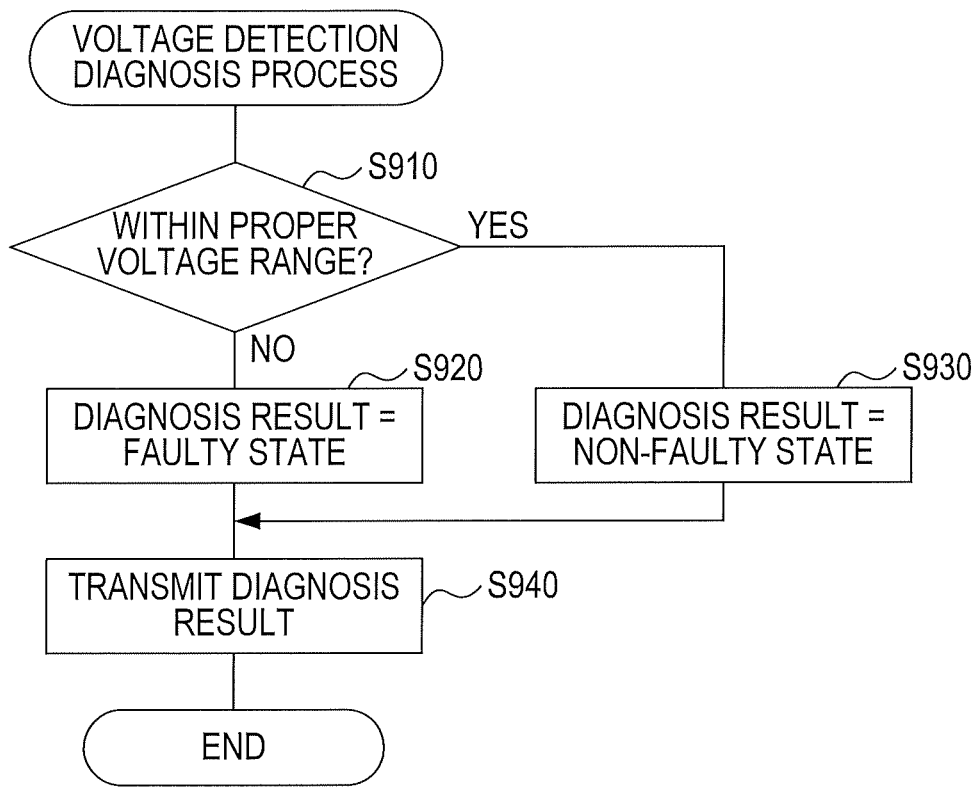 VOLTAGE DETECTION
DIAGNOSIS PROCESS
S910
WITHIN PROPER
VOLTAGE RANGE?
YES
NO
S920
DIAGNOSIS RESULT =
FAULTY STATE
S930
DIAGNOSIS RESULT =
NON-FAULTY STATE
TRANSMIT DIAGNOSIS
RESULT
S940
END